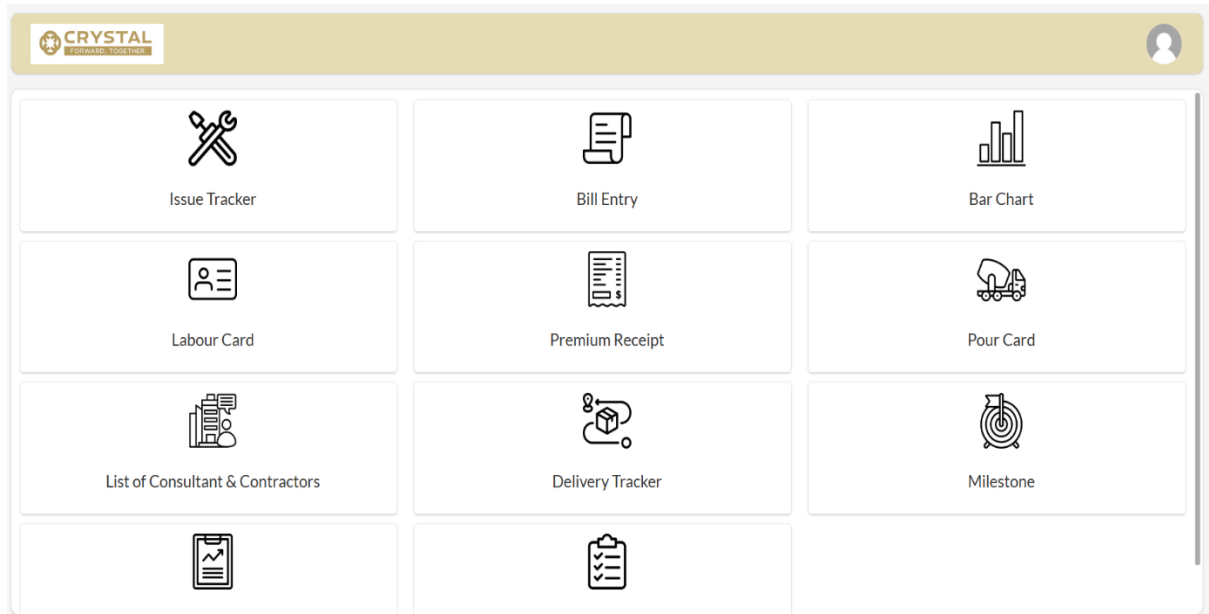 CRYSTAL
FORWARD, TOGETHER.
Issue Tracker
Bill Entry
Bar Chart
Labour Card
Premium Receipt
$
Pour Card
List of Consultant & Contractors
Delivery Tracker
Milestone